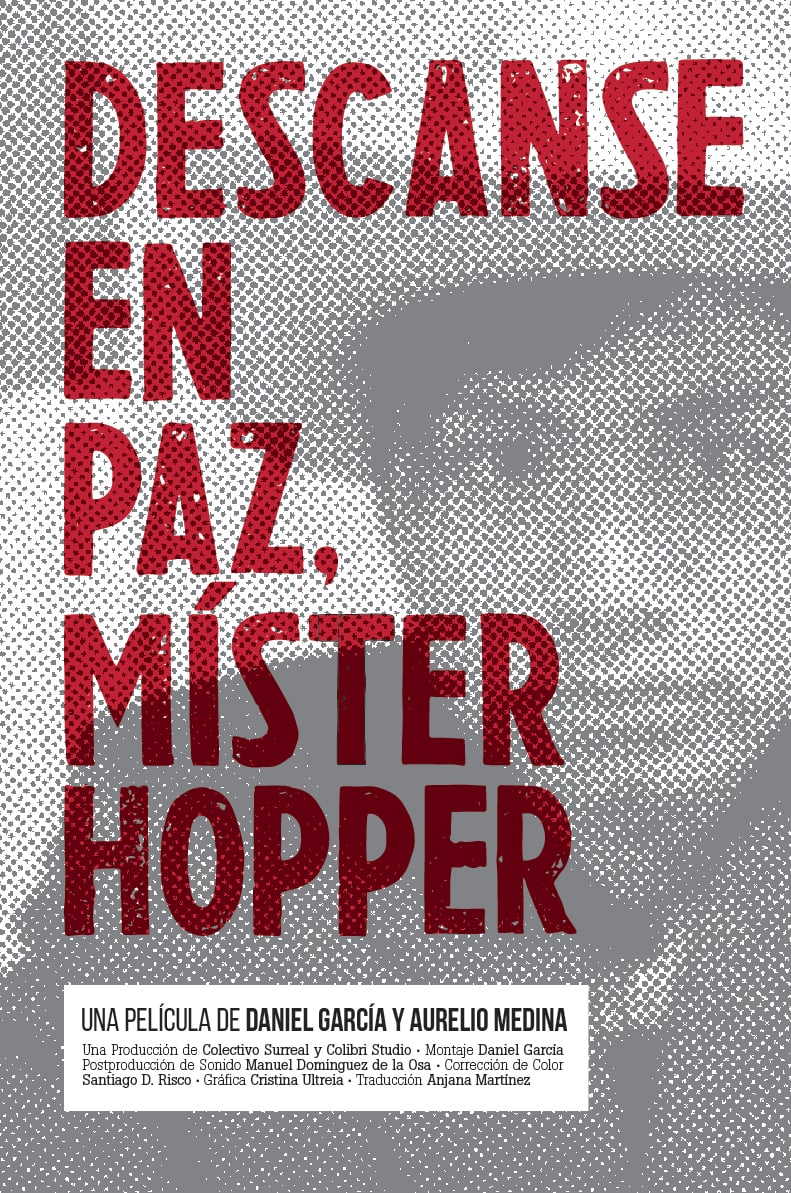 DESCANSE
EN
PAZ,
MÍSTER
HOPPER
UNA PELÍCULA DE DANIEL GARCÍA Y AURELIO MEDINA
Una Producción de Colectivo Surreal y Colibri Studio · Montaje Daniel García
Postproducción de Sonido Manuel Dominguez de la Osa · Corrección de Color
Santiago D. Risco · Gráfica Cristina Ultreia · Traducción Anjana Martínez